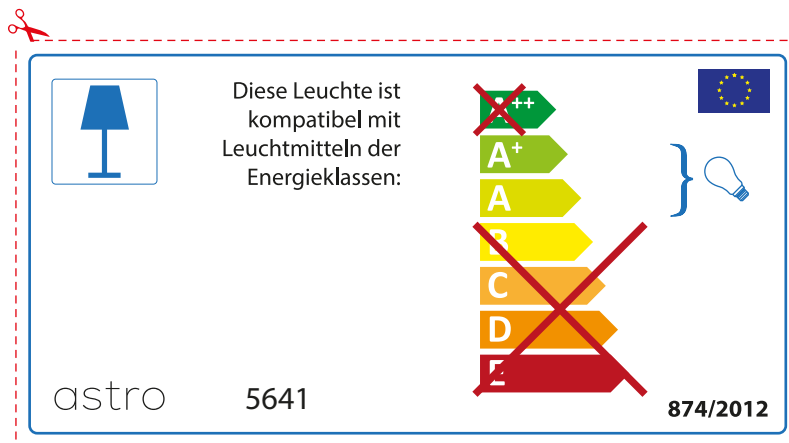 Diese Leuchte ist
kompatibel mit
Leuchtmitteln der
Energieklassen:
A++
A+
A
B
C
D
E
astro
5641
874/2012